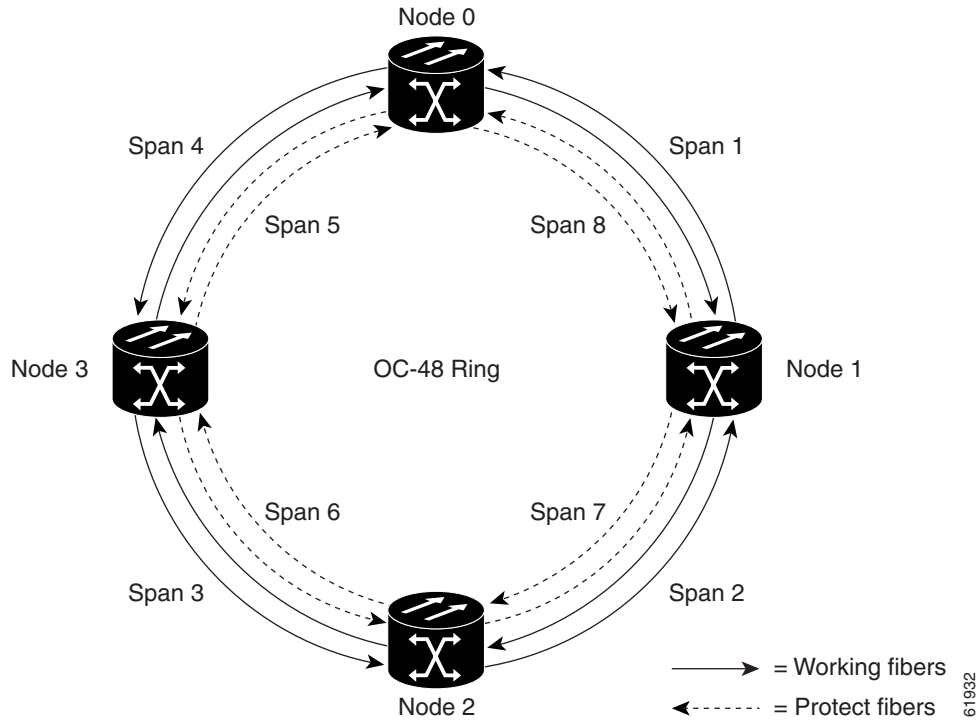 Node 0
Span 4
Span 1
Span 5
Span 8
Node 3
OC-48 Ring
Node 1
Span 6
Span 7
Span 3
Span 2
Node 2
= Working fibers
= Protect fibers
61932